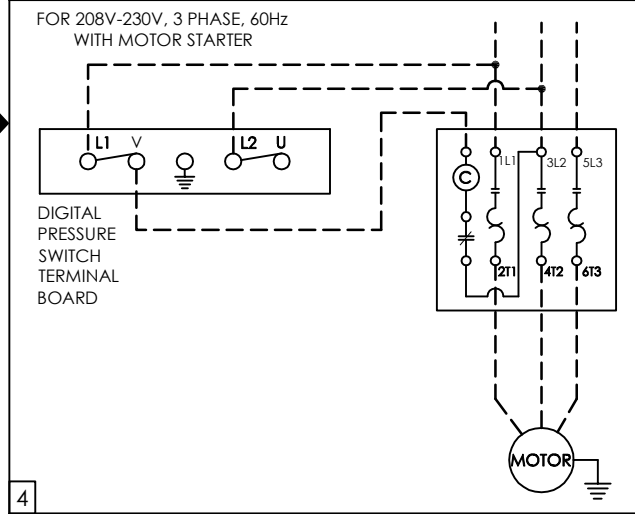 FOR 208V-230V, 3 PHASE, 60Hz
WITH MOTOR STARTER
L1 V L2 U
DIGITAL
PRESSURE
SWITCH
TERMINAL
BOARD
1L1 3L2 5L3
C
2T1 4T2 6T3
MOTOR
4